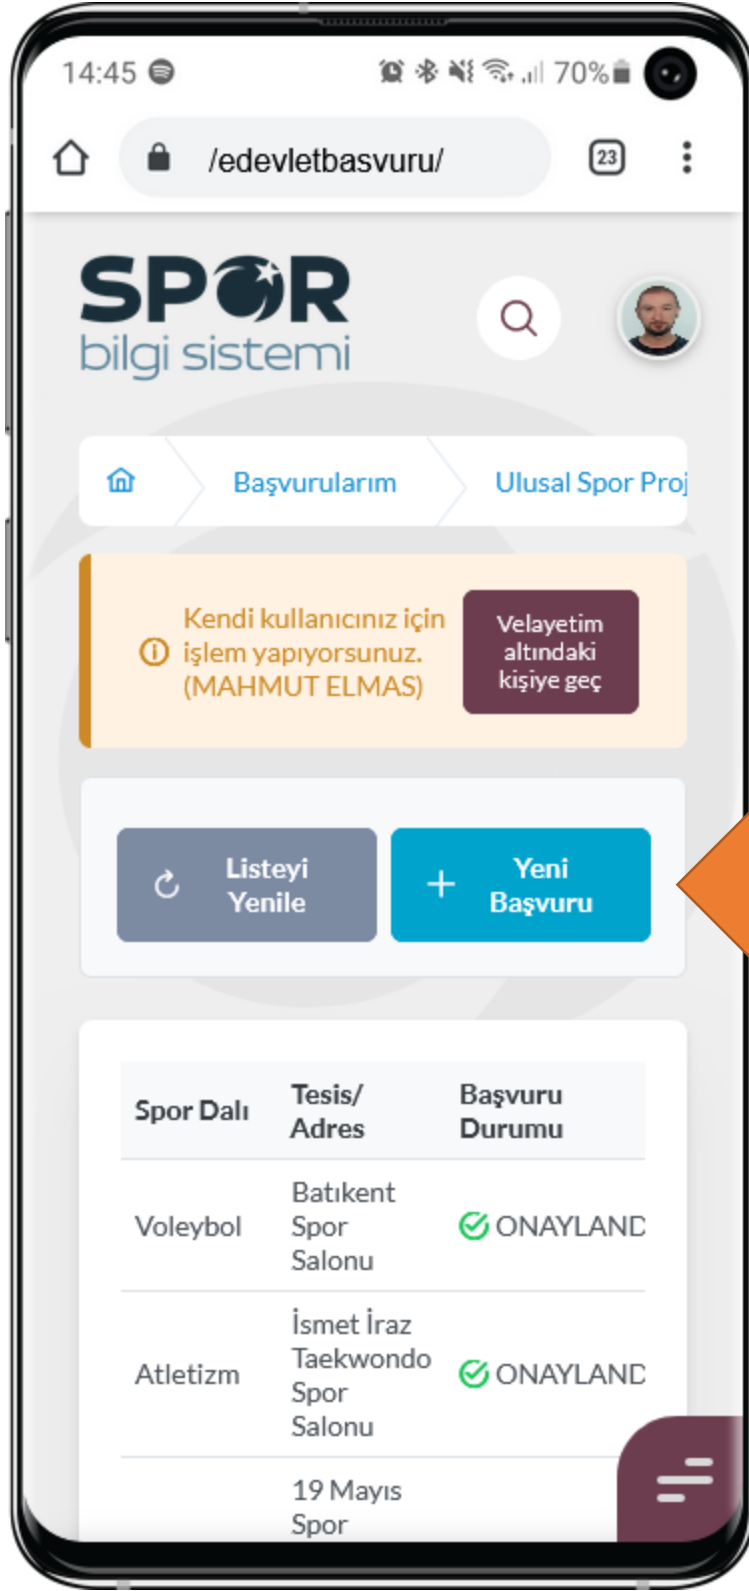 14:45
70%
/edevletbasvuru/
23
SPOR
bilgi sistemi
Başvurularım
Ulusal Spor Proj
Kendi kullanıcınız için
işlem yapıyorsunuz.
(MAHMUT ELMAS)
Velayetim
altındaki
kişiye geç
Listeyi
Yenile
Yeni
Başvuru
Spor Dalı
Tesis/
Adres
Başvuru
Durumu
Voleybol
Batıkent
Spor
Salonu
ONAYLAND
Atletizm
İsmet İraz
Taekwondo
Spor
Salonu
ONAYLAND
19 Mayıs
Spor